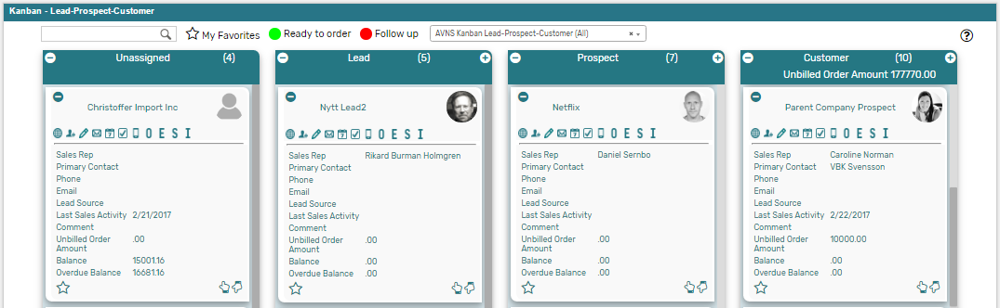 Kanban - Lead-Prospect-Customer
My Favorites Ready to order Follow up AVNS Kanban Lead-Prospect-Customer (All)
Unassigned (4)
Christoffer Import Inc
O E S I
Sales Rep
Primary Contact
Phone
Email
Lead Source
Last Sales Activity 2/21/2017
Comment
Unbilled Order
Amount .00
Balance 15001.16
Overdue Balance 16681.16
Lead (5)
Nytt Lead2
O E S I
Sales Rep Rikard Burman Holmgren
Primary Contact
Phone
Email
Lead Source
Last Sales Activity
Comment
Unbilled Order
Amount .00
Balance .00
Overdue Balance .00
Prospect (7)
Netflix
O E S I
Sales Rep Daniel Sernbo
Primary Contact
Phone
Email
Lead Source
Last Sales Activity
Comment
Unbilled Order
Amount .00
Balance .00
Overdue Balance .00
Customer (10)
Unbilled Order Amount 177770.00
Parent Company Prospect
O E S I
Sales Rep Caroline Norman
Primary Contact VBK Svensson
Phone
Email
Lead Source
Last Sales Activity 2/22/2017
Comment
Unbilled Order
Amount 10000.00
Balance .00
Overdue Balance .00